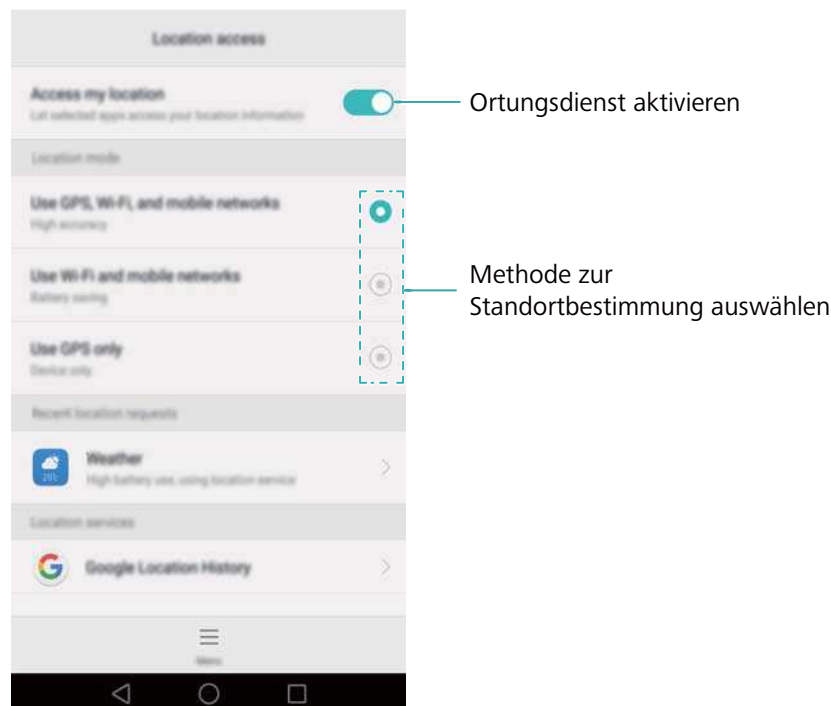 Location access
Access my location
Let selected apps access your location information
Ortungsdienst aktivieren
Location mode
Use GPS, Wi-Fi, and mobile networks
High accuracy
Use Wi-Fi and mobile networks
Battery saving
Methode zur
Standortbestimmung auswählen
Use GPS only
Device only
Recent location requests
Weather
High battery use, using location service
Location services
Google Location History
Menu